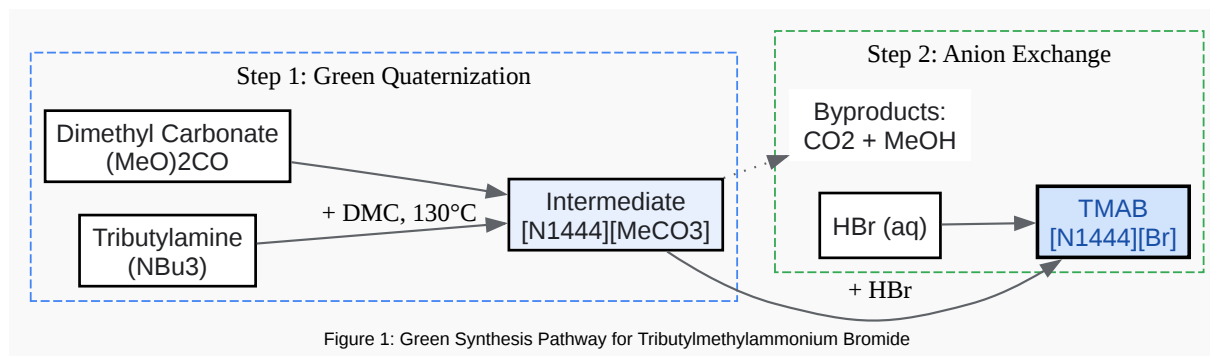 Step 1: Green Quaternization
Dimethyl Carbonate
(MeO)2CO
Tributylamine
(NBu3)
+ DMC, 130°C
Intermediate
[N1444][MeCO3]
Step 2: Anion Exchange
Byproducts:
CO2 + MeOH
HBr (aq)
TMAB
[N1444][Br]
+ HBr
Figure 1: Green Synthesis Pathway for Tributylmethylammonium Bromide